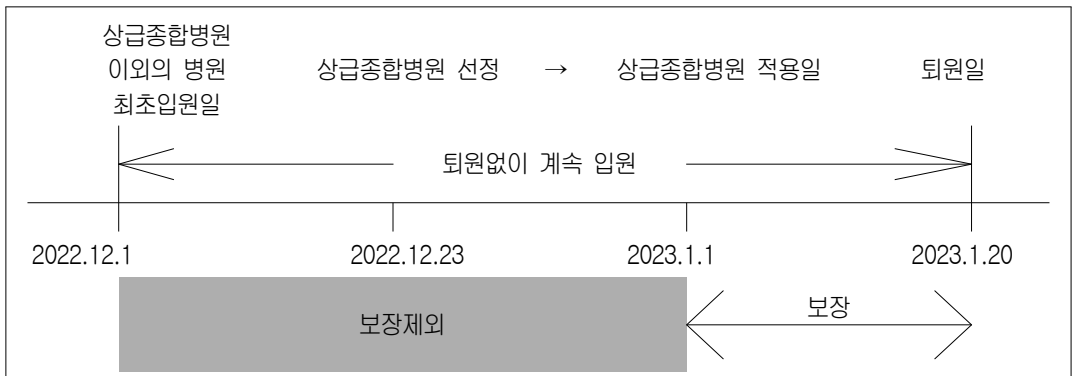 상급종합병원
이외의 병원
최초입원일
상급종합병원 선정 → 상급종합병원 적용일
퇴원일
퇴원없이 계속 입원
2022.12.1
2022.12.23
2023.1.1
2023.1.20
보장제외
보장